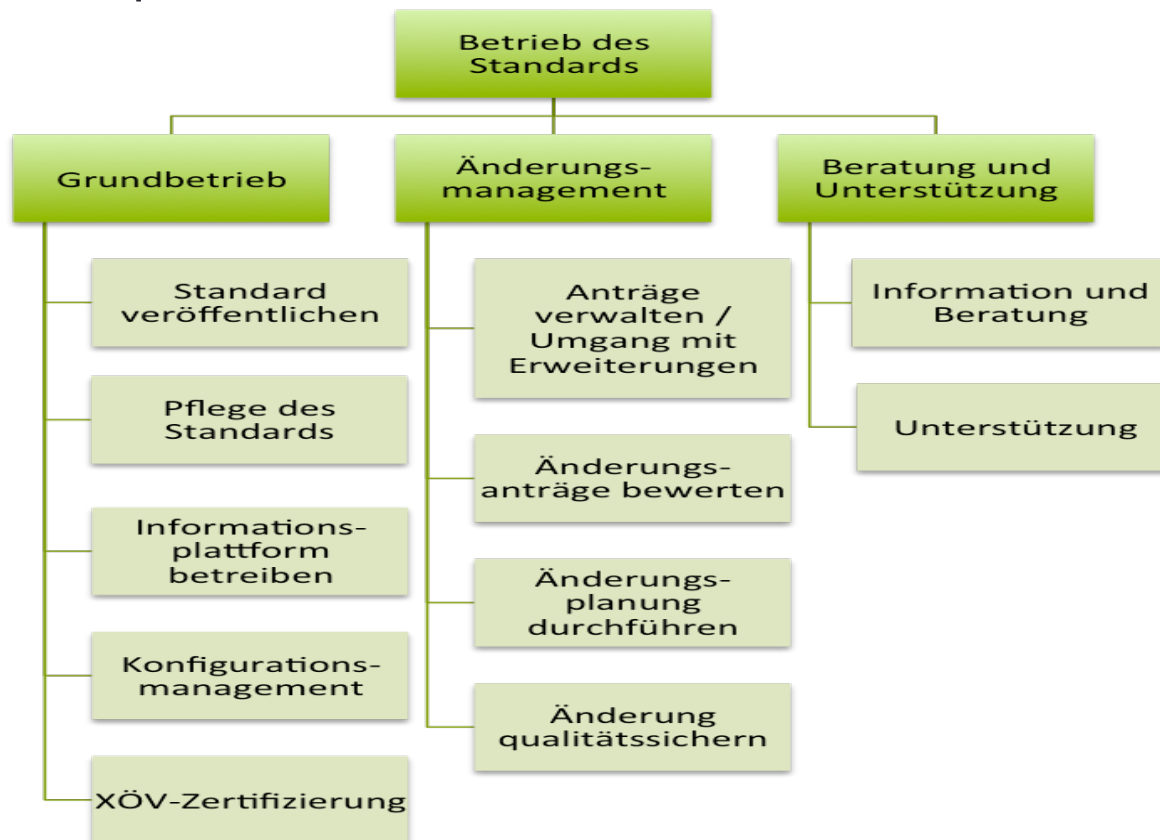 Betrieb des
Standards
Grundbetrieb
Änderungs-
management
Beratung und
Unterstützung
Standard
veröffentlichen
Pflege des
Standards
Informations-
plattform
betreiben
Konfigurations-
management
XÖV-Zertifizierung
Anträge
verwalten /
Umgang mit
Erweiterungen
Änderungs-
anträge bewerten
Änderungs-
planung
durchführen
Änderung
qualitätssichern
Information und
Beratung
Unterstützung